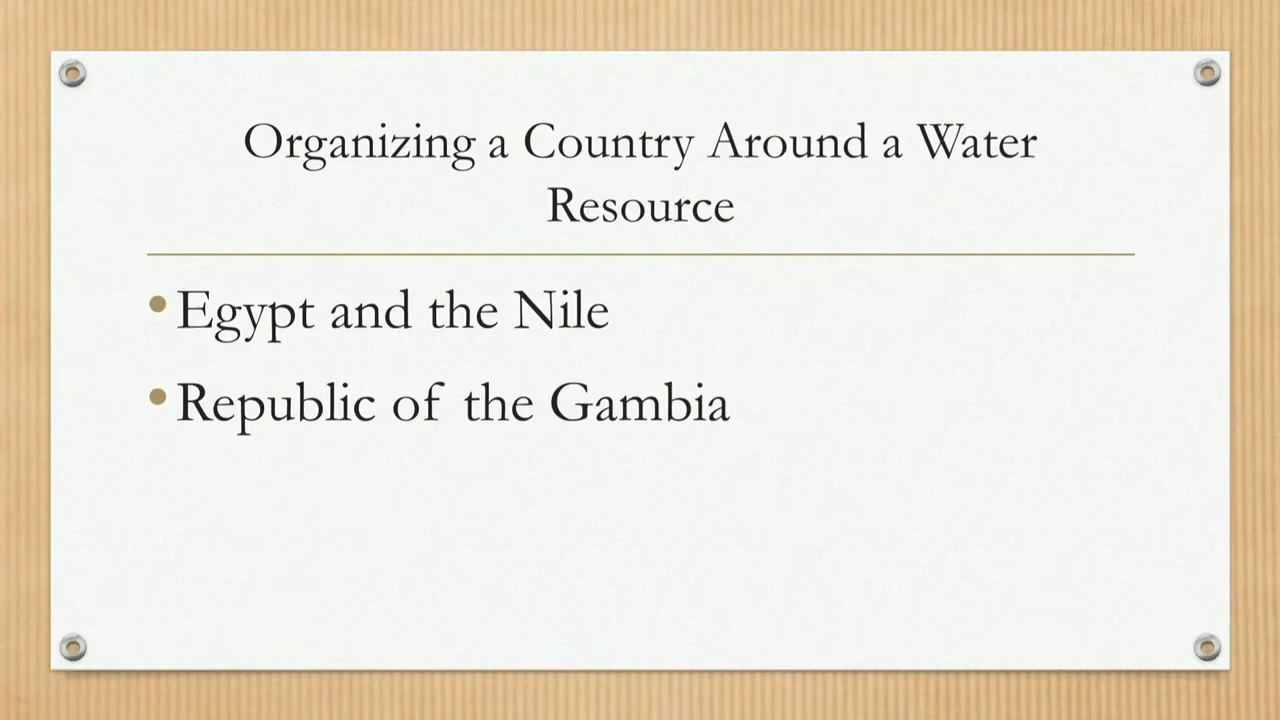 Organizing a Country Around a Water
Resource
• Egypt and the Nile
• Republic of the Gambia